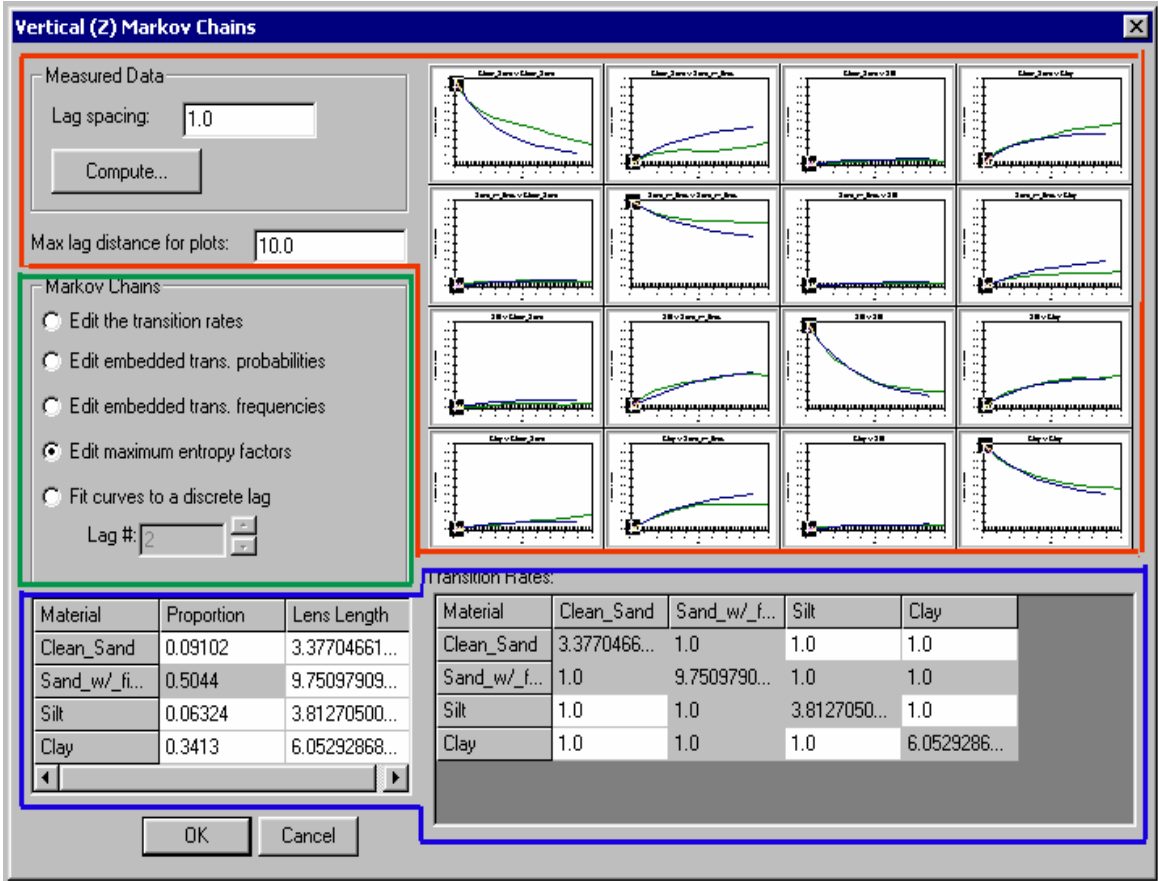 Vertical (Z) Markov Chains
Measured Data
Lag spacing: 1.0
Compute...
Max lag distance for plots: 10.0
Markov Chains
Edit the transition rates
Edit embedded trans. probabilities
Edit embedded trans. frequencies
Edit maximum entropy factors
Fit curves to a discrete lag
Lag #: 2
Material Proportion Lens Length
Clean_Sand 0.09102 3.37704661...
Sand_w/_fi... 0.5044 9.75097909...
Silt 0.06324 3.81270500...
Clay 0.3413 6.05292868...
Transition Rates:
Material Clean_Sand Sand_w/_f... Silt Clay
Clean_Sand 3.3770466... 1.0 1.0 1.0
Sand_w/_f... 1.0 9.7509790... 1.0 1.0
Silt 1.0 1.0 3.8127050... 1.0
Clay 1.0 1.0 1.0 6.0529286...
OK Cancel